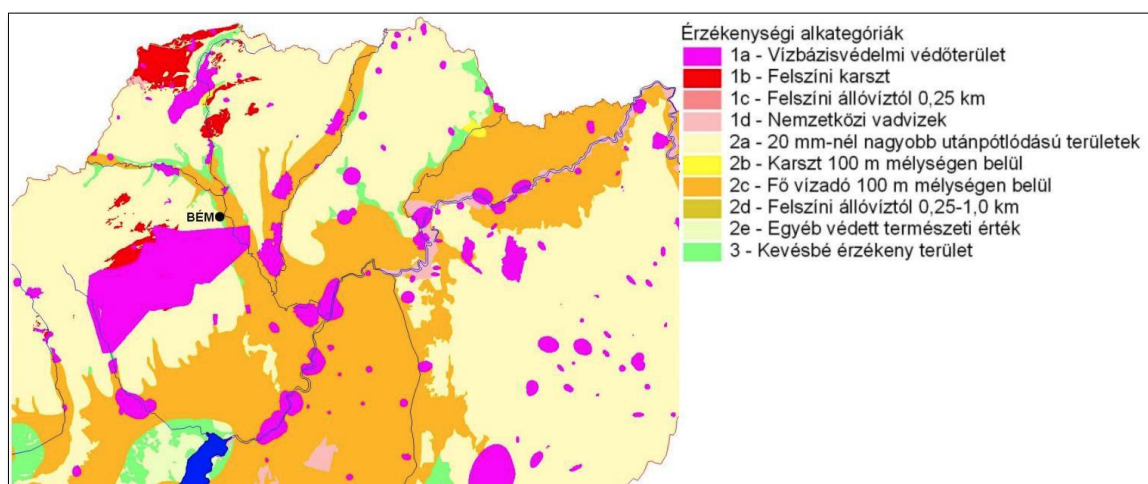 Érzékenységi alkategóriák
1a - Vízbázisvédelmi védőterület
1b - Felszíni karszt
1c - Felszíni állóvíztól 0,25 km
1d - Nemzetközi vadvizek
2a - 20 mm-nél nagyobb utánpótlódású területek
2b - Karszt 100 m mélységen belül
2c - Fő vízadó 100 m mélységen belül
2d - Felszíni állóvíztól 0,25-1,0 km
2e - Egyéb védett természeti érték
3 - Kevésbé érzékeny terület
BÉM